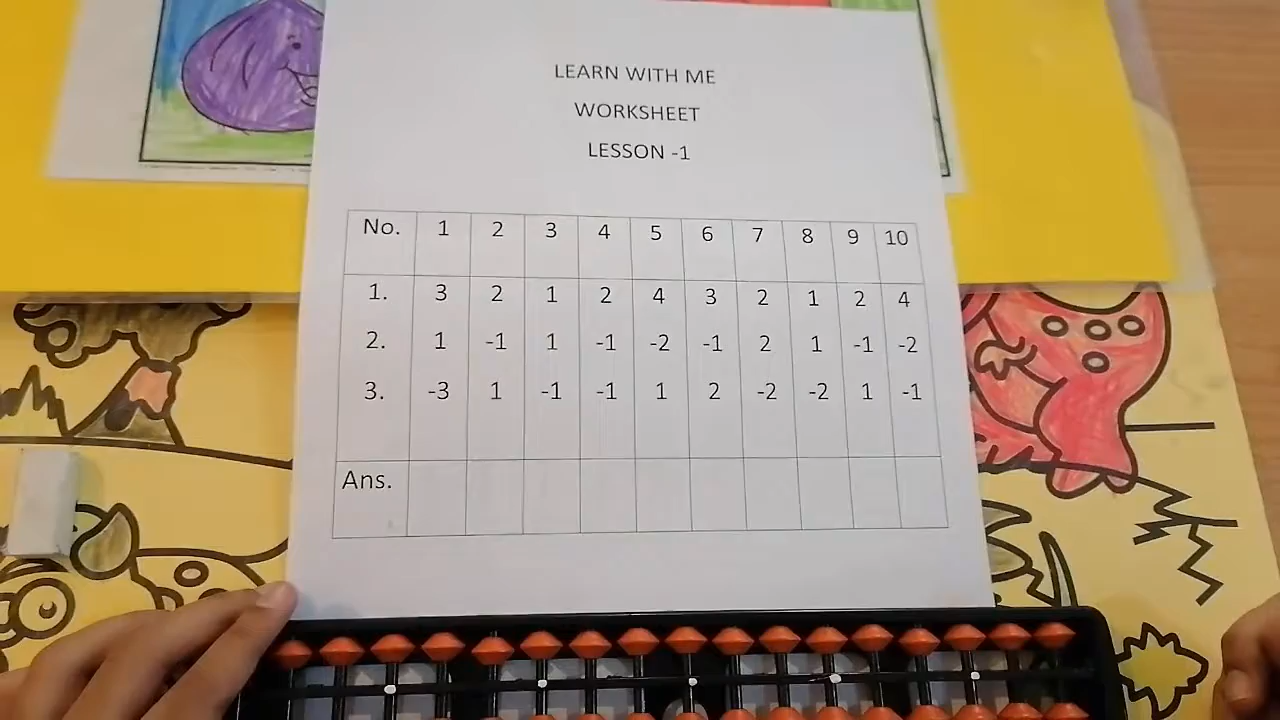 LEARN WITH ME
WORKSHEET
LESSON -1
No. 1 2 3 4 5 6 7 8 9 10
1. 3 2 1 2 4 3 2 1 2 4
2. 1 -1 1 -1 -2 -1 2 1 -1 -2
3. -3 1 -1 -1 1 2 -2 -2 1 -1
Ans.